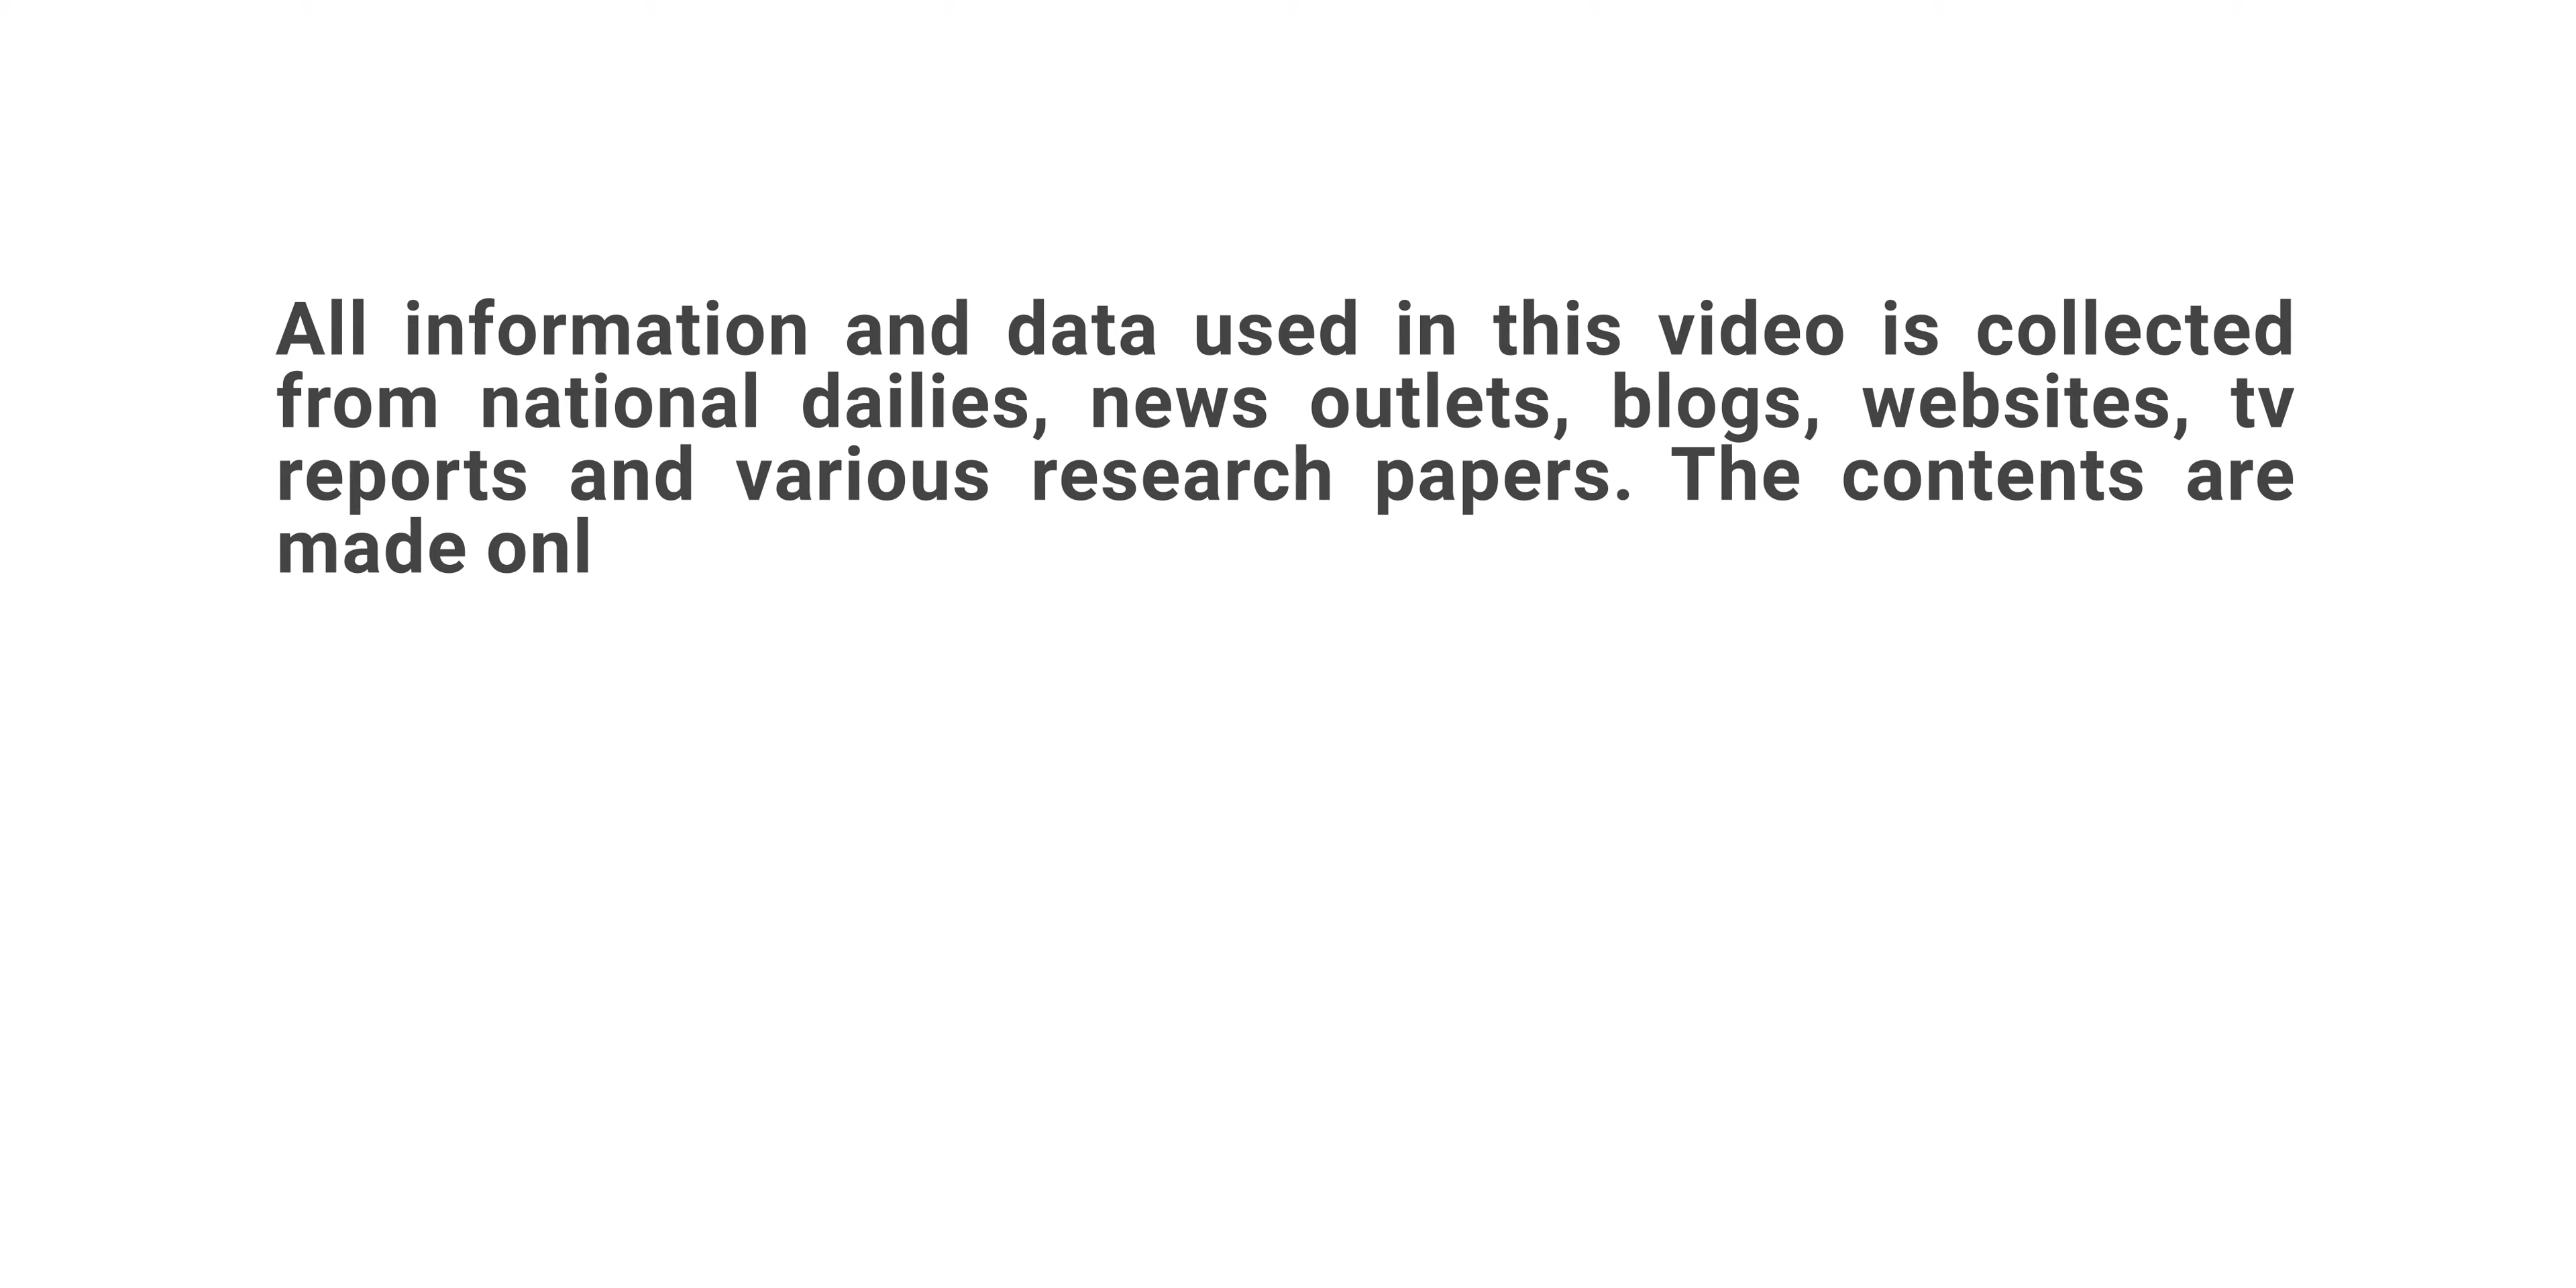 All information and data used in this video is collected
from national dailies, news outlets, blogs, websites, tv
reports and various research papers. The contents are
made onl